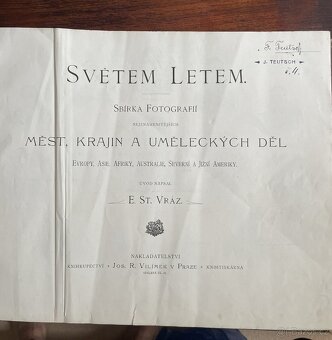 F. Teutsch
J. TEUTSCH
SVĚTEM LETEM.
SBÍRKA FOTOGRAFIÍ
NEJZNAMENITĚJŠÍCH
MĚST, KRAJIN A UMĚLECKÝCH DĚL
EVROPY, ASIE, AFRIKY, AUSTRALIE, SEVERNÍ A JIŽNÍ AMERIKY.
ÚVOD NAPSAL
E. ST. VRÁZ.
NAKLADATELSTVÍ
KNIHKUPECTVÍ • JOS. R. VILÍMEK V PRAZE • KNIHTISKÁRNA